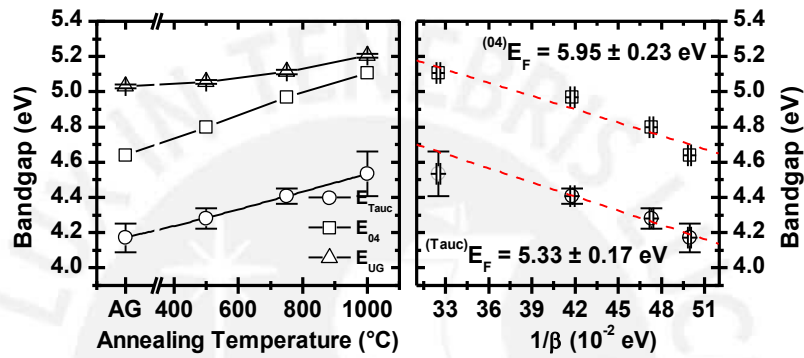 5.4
5.2
5.0
4.8
4.6
4.4
4.2
4.0
Bandgap (eV)
E_Tauc
E_04
E_UG
AG 400 600 800 1000
Annealing Temperature (°C)
(04)E_F = 5.95 ± 0.23 eV
(Tauc)E_F = 5.33 ± 0.17 eV
33 36 39 42 45 48 51
1/β (10⁻² eV)
5.4
5.2
5.0
4.8
4.6
4.4
4.2
4.0
Bandgap (eV)
IN TENEBRIS